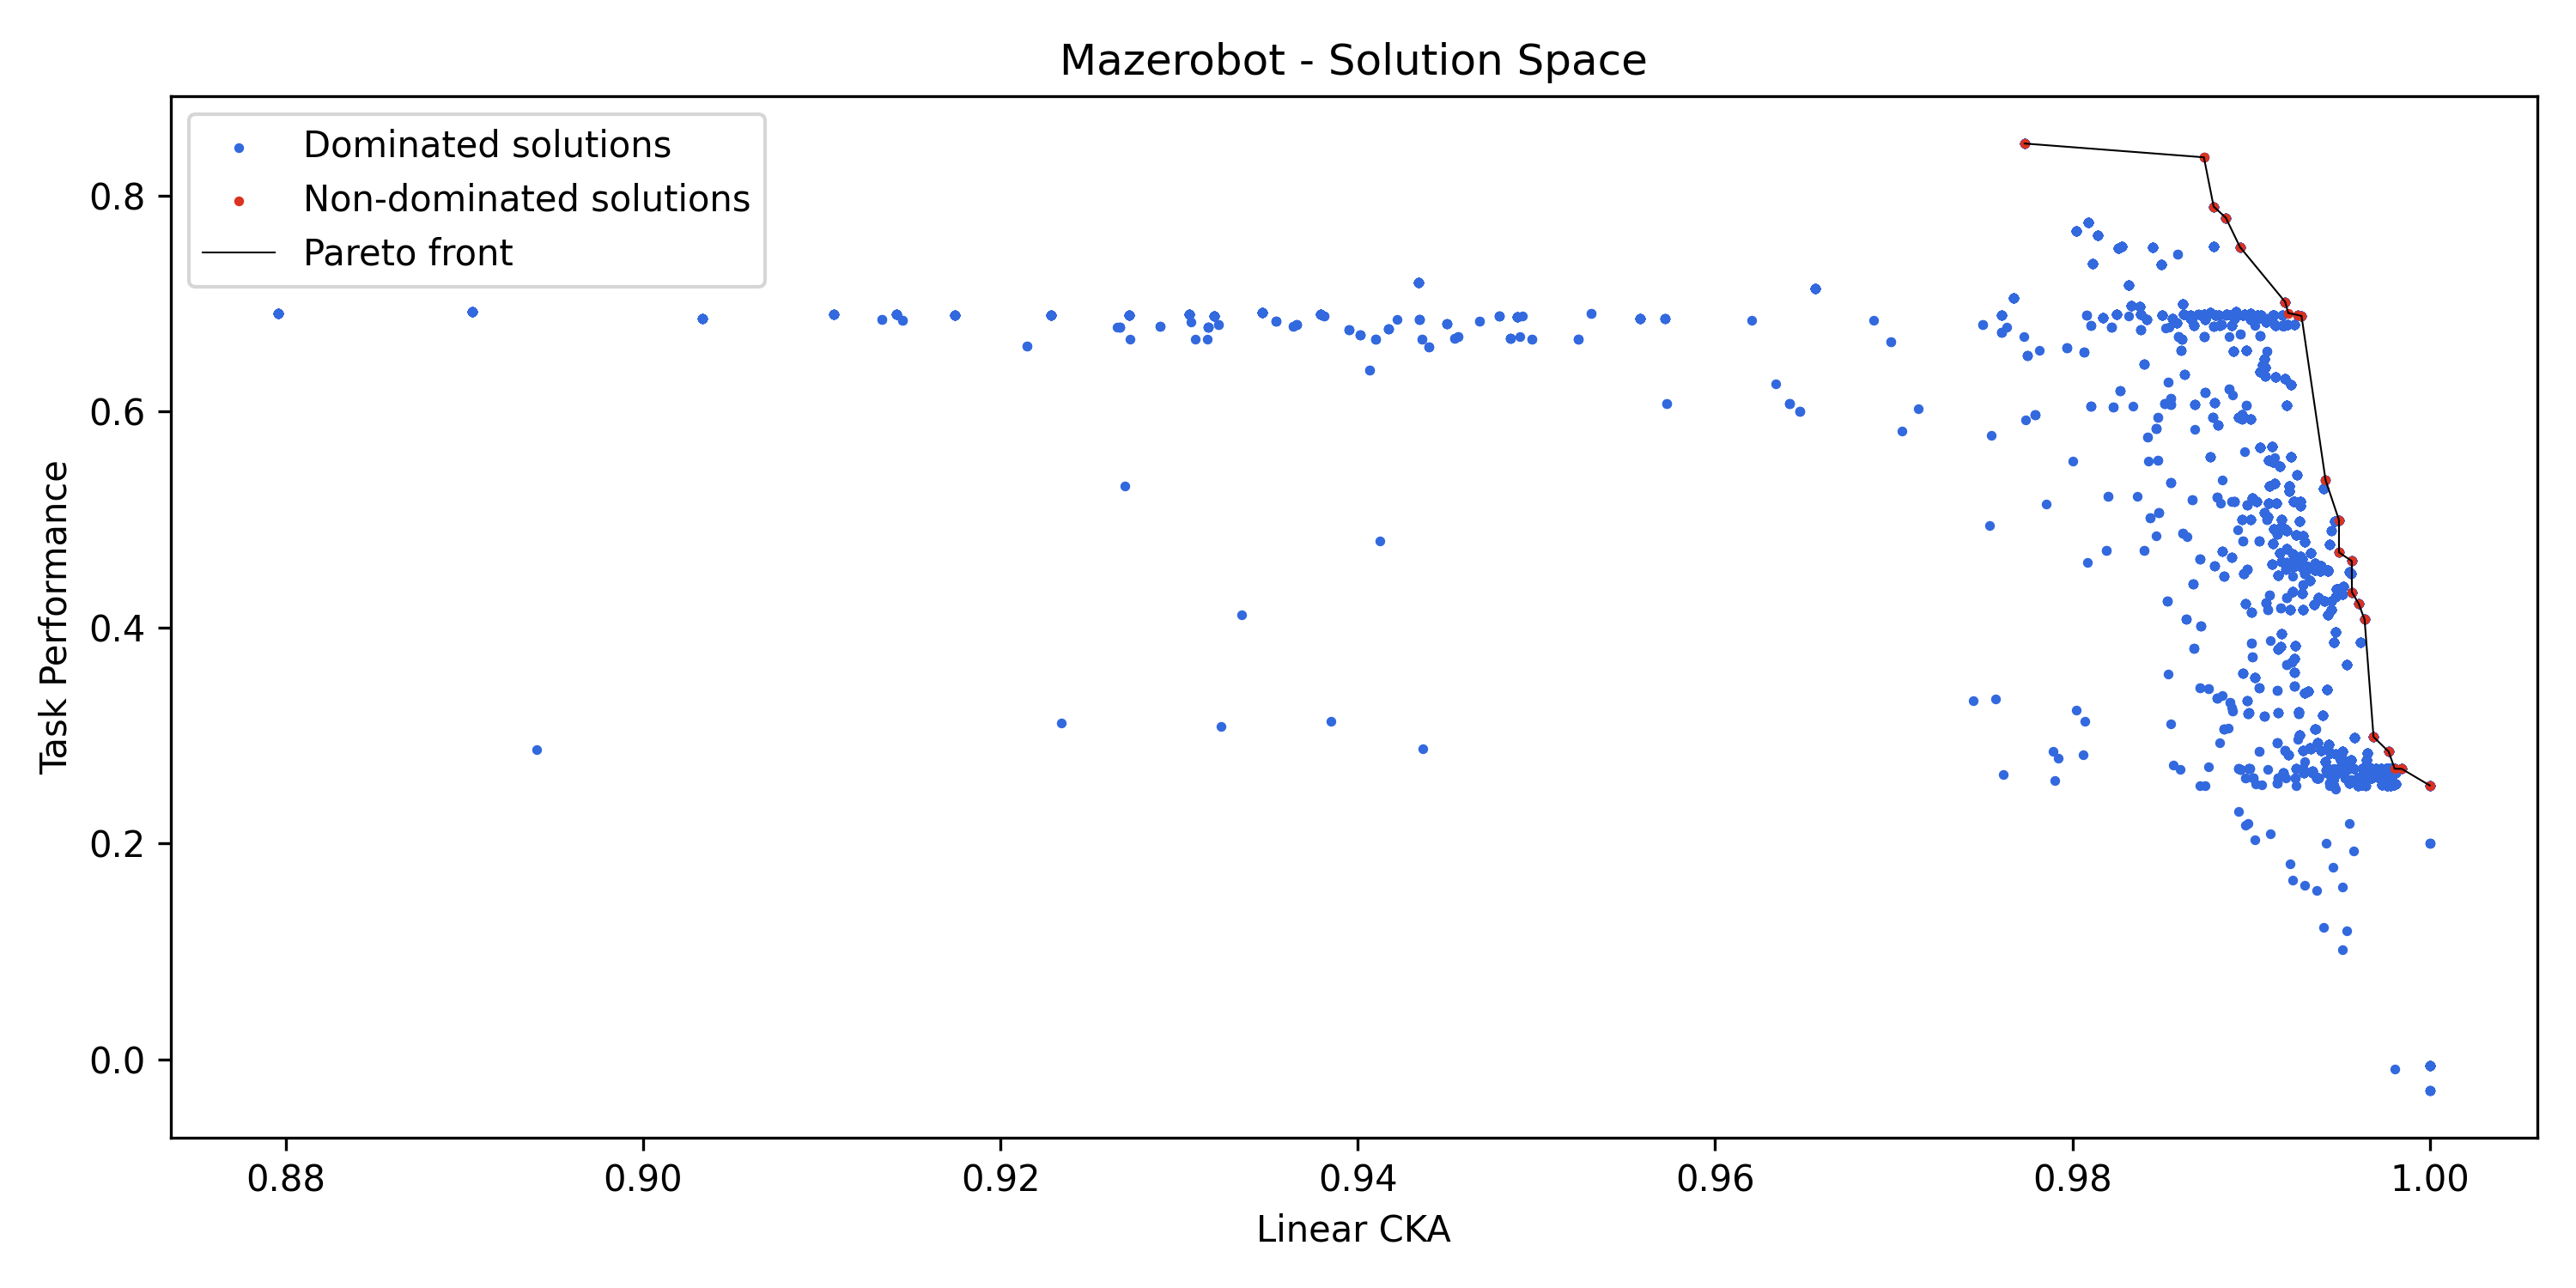 Mazerobot - Solution Space
Dominated solutions
Non-dominated solutions
Pareto front
Task Performance
0.8
0.6
0.4
0.2
0.0
0.88 0.90 0.92 0.94 0.96 0.98 1.00
Linear CKA